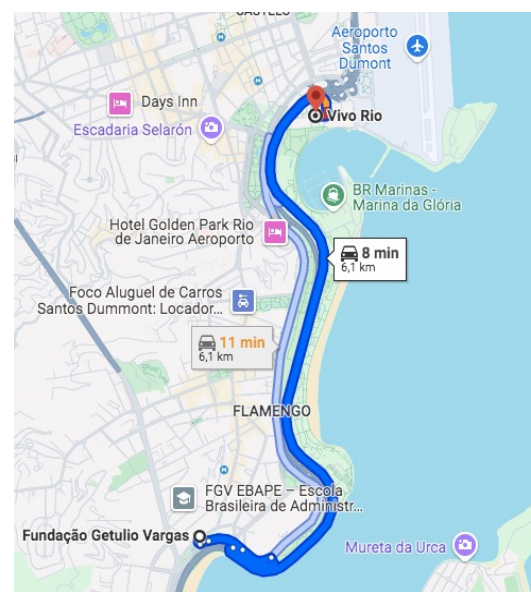 CASTELO
Aeroporto
Santos
Dumont
Days Inn
Vivo Rio
Escadaria Selarón
BR Marinas -
Marina da Glória
Hotel Golden Park Rio
de Janeiro Aeroporto
8 min
6,1 km
Foco Aluguel de Carros
Santos Dummont: Locador...
11 min
6,1 km
FLAMENGO
FGV EBAPE – Escola
Brasileira de Administr...
Fundação Getulio Vargas
Mureta da Urca